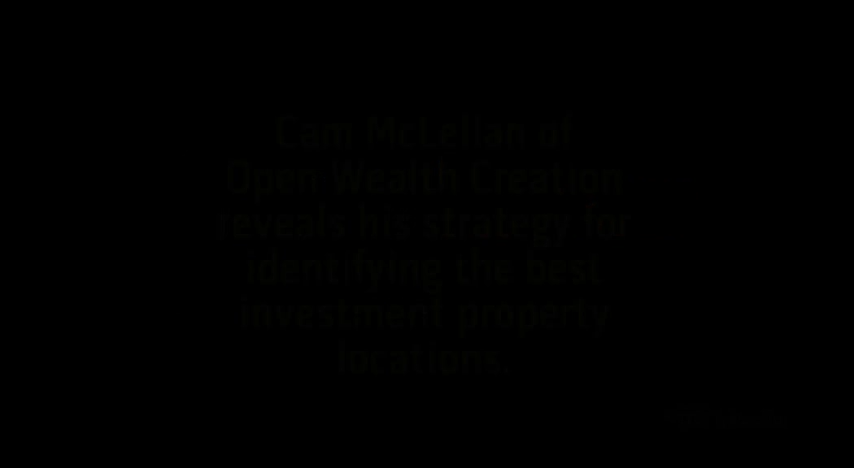 Cam McLellan of
Open Wealth Creation
reveals his strategy for
identifying the best
investment property
locations.